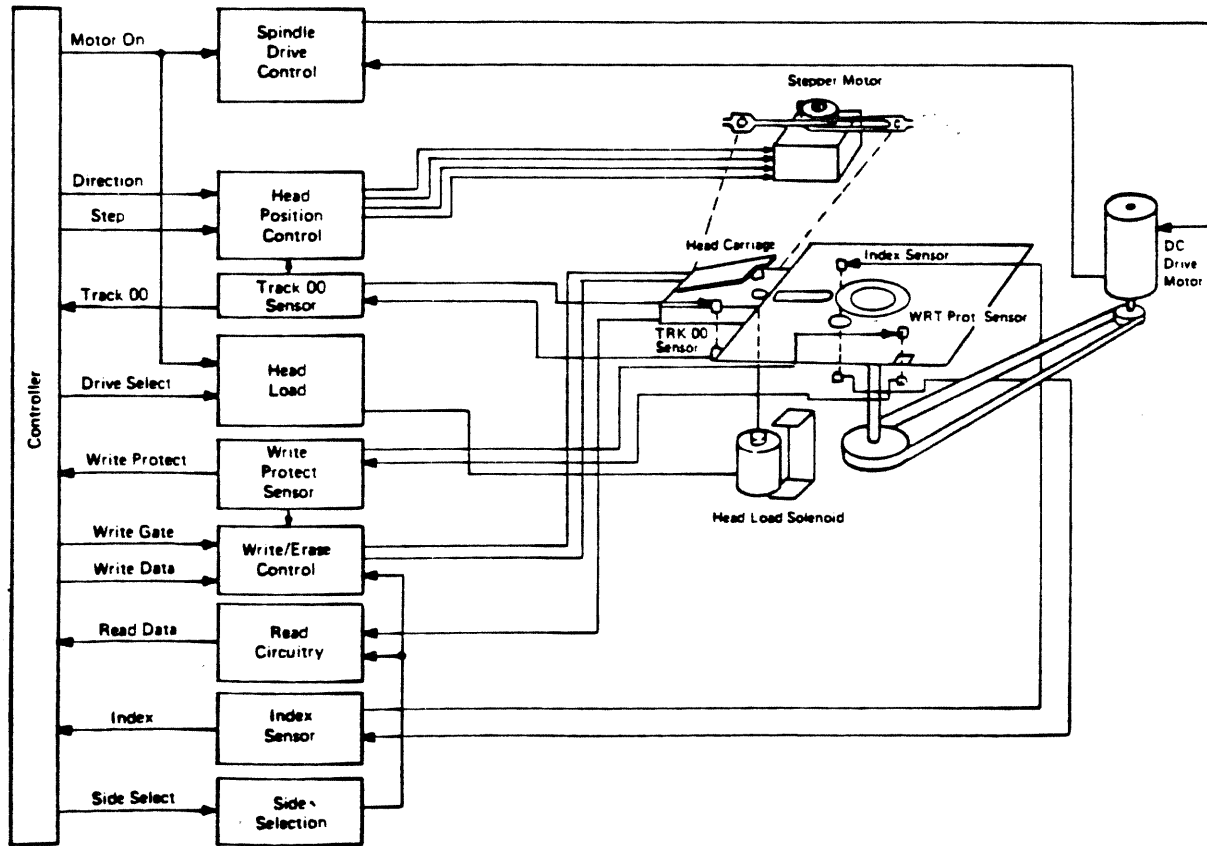 Controller
Motor On
Spindle
Drive
Control
Stepper Motor
Direction
Step
Head
Position
Control
Track 00
Track 00
Sensor
Head Carriage
Index Sensor
DC
Drive
Motor
TRK 00
Sensor
WRT Prot. Sensor
Drive Select
Head
Load
Write Protect
Write
Protect
Sensor
Head Load Solenoid
Write Gate
Write Data
Write/Erase
Control
Read Data
Read
Circuitry
Index
Index
Sensor
Side Select
Side
Selection